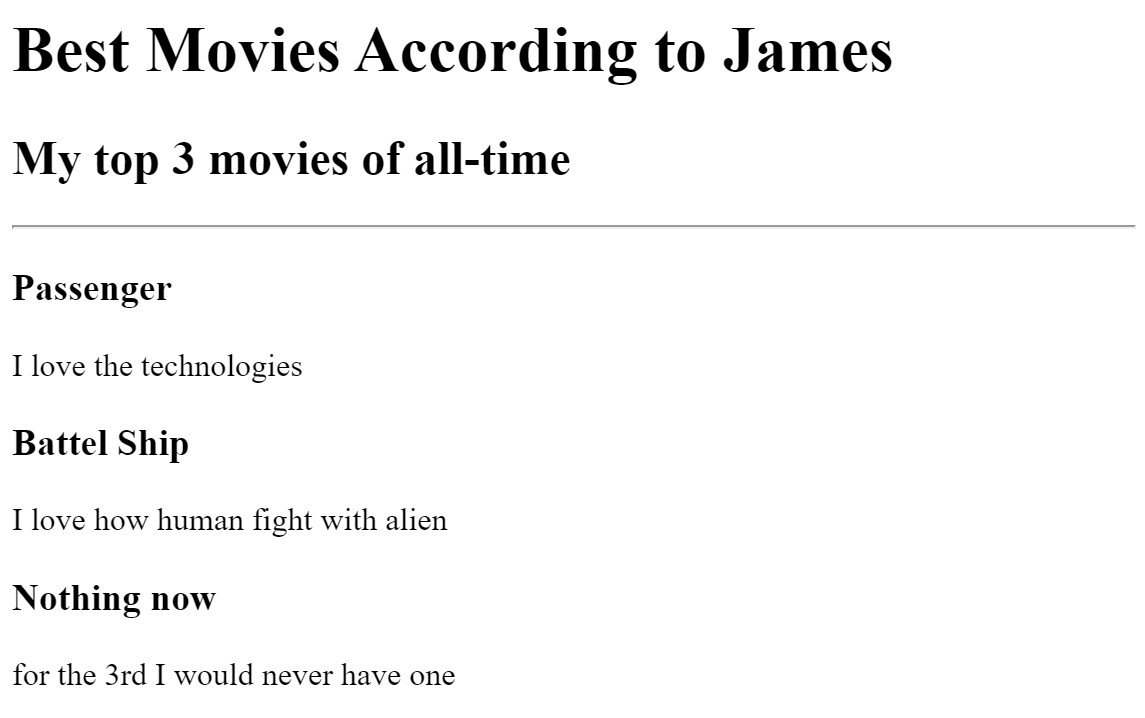 Best Movies According to James
My top 3 movies of all-time
Passenger
I love the technologies
Battel Ship
I love how human fight with alien
Nothing now
for the 3rd I would never have one